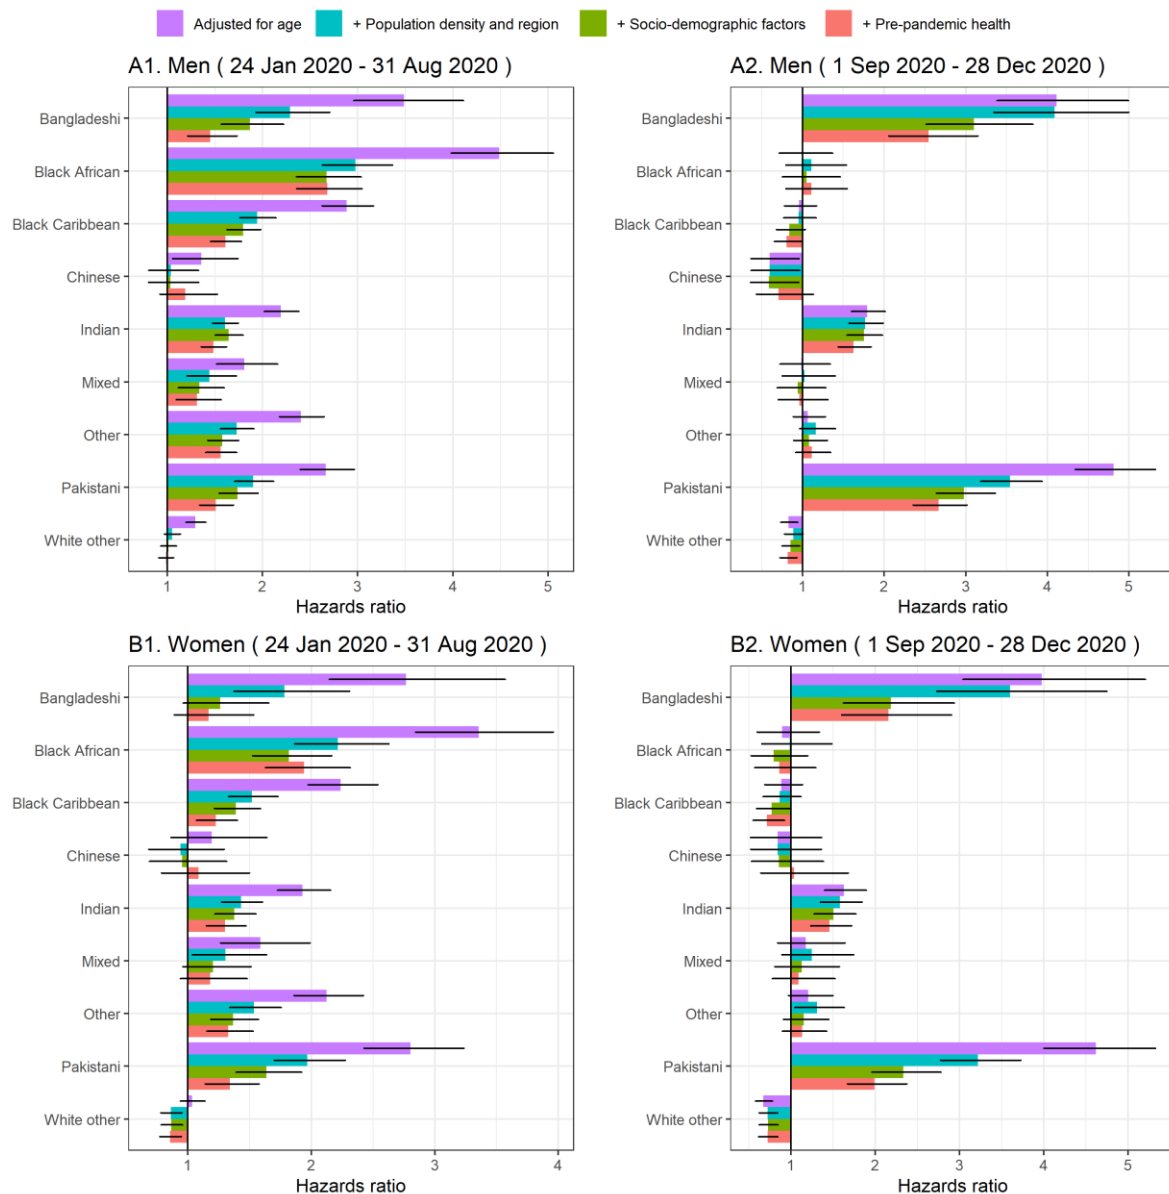 Adjusted for age + Population density and region + Socio-demographic factors + Pre-pandemic health
A1. Men ( 24 Jan 2020 - 31 Aug 2020 )
Bangladeshi
Black African
Black Caribbean
Chinese
Indian
Mixed
Other
Pakistani
White other
1 2 3 4 5
Hazards ratio
A2. Men ( 1 Sep 2020 - 28 Dec 2020 )
Bangladeshi
Black African
Black Caribbean
Chinese
Indian
Mixed
Other
Pakistani
White other
1 2 3 4 5
Hazards ratio
B1. Women ( 24 Jan 2020 - 31 Aug 2020 )
Bangladeshi
Black African
Black Caribbean
Chinese
Indian
Mixed
Other
Pakistani
White other
1 2 3 4
Hazards ratio
B2. Women ( 1 Sep 2020 - 28 Dec 2020 )
Bangladeshi
Black African
Black Caribbean
Chinese
Indian
Mixed
Other
Pakistani
White other
1 2 3 4 5
Hazards ratio